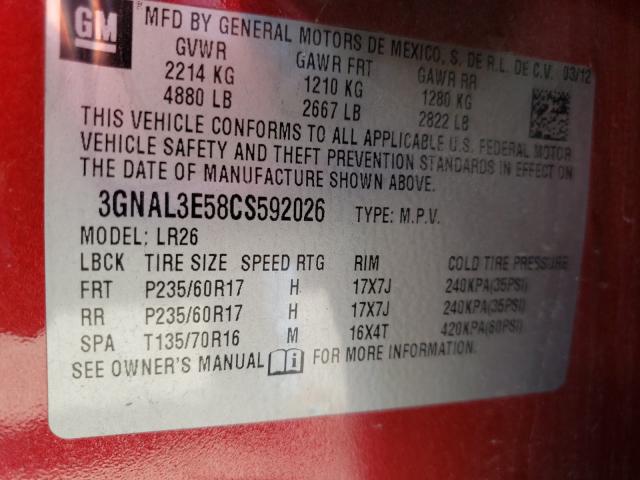 GM
MFD BY GENERAL MOTORS DE MEXICO, S. DE R.L. DE C.V. 03/12
GVWR GAWR FRT GAWR RR
2214 KG 1210 KG 1280 KG
4880 LB 2667 LB 2822 LB
THIS VEHICLE CONFORMS TO ALL APPLICABLE U.S. FEDERAL MOTOR
VEHICLE SAFETY AND THEFT PREVENTION STANDARDS IN EFFECT ON
THE DATE OF MANUFACTURE SHOWN ABOVE.
3GNAL3E58CS592026 TYPE: M.P.V.
MODEL: LR26
LBCK TIRE SIZE SPEED RTG RIM COLD TIRE PRESSURE
FRT P235/60R17 H 17X7J 240KPA(35PSI)
RR P235/60R17 H 17X7J 240KPA(35PSI)
SPA T135/70R16 M 16X4T 420KPA(60PSI)
SEE OWNER'S MANUAL i FOR MORE INFORMATION.